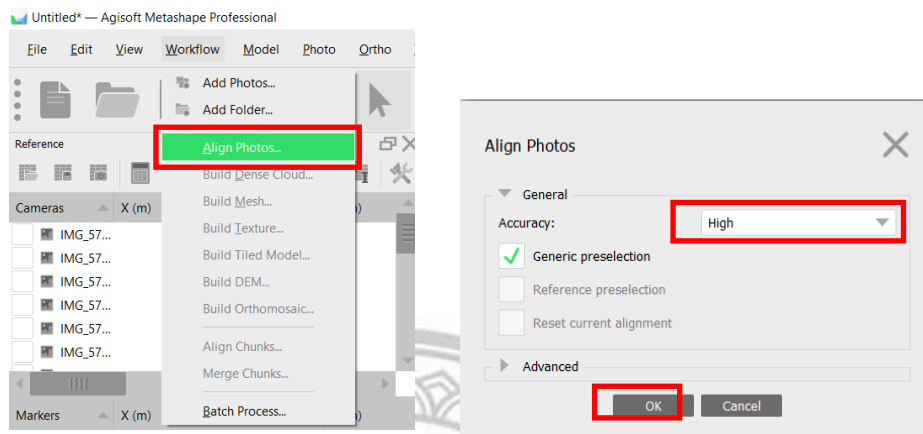 Untitled* — Agisoft Metashape Professional
File Edit View Workflow Model Photo Ortho
Add Photos...
Add Folder...
Reference
Align Photos...
Build Dense Cloud...
Cameras X (m)
Build Mesh...
IMG_57...
Build Texture...
IMG_57...
Build Tiled Model...
IMG_57...
Build DEM...
IMG_57...
Build Orthomosaic...
IMG_57...
Align Chunks...
IMG_57...
Merge Chunks...
Markers X (m)
Batch Process...
Align Photos
General
Accuracy: High
Generic preselection
Reference preselection
Reset current alignment
Advanced
OK Cancel